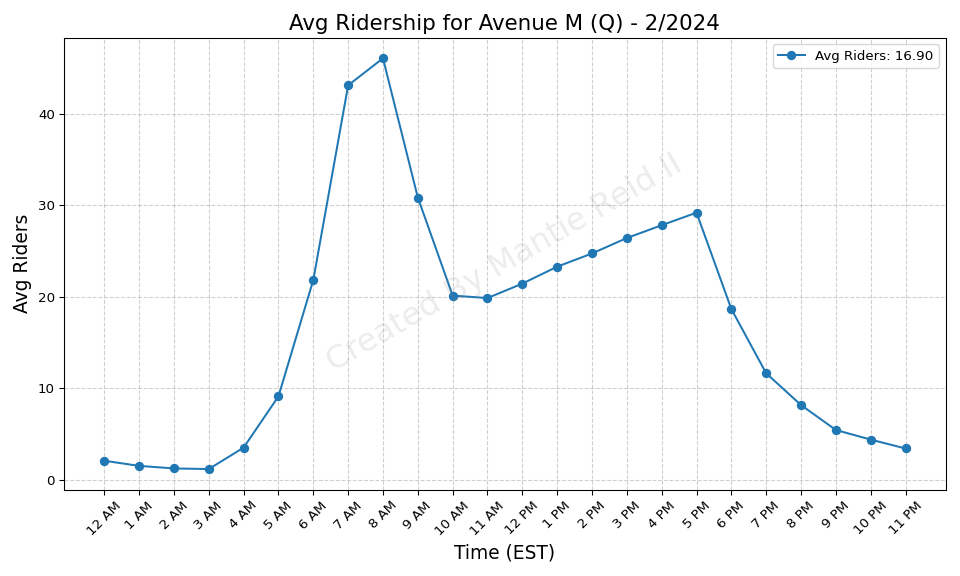 Avg Ridership for Avenue M (Q) - 2/2024
Avg Riders: 16.90
Avg Riders
40
30
20
10
0
Created By Mantie Reid II
12 AM
1 AM
2 AM
3 AM
4 AM
5 AM
6 AM
7 AM
8 AM
9 AM
10 AM
11 AM
12 PM
1 PM
2 PM
3 PM
4 PM
5 PM
6 PM
7 PM
8 PM
9 PM
10 PM
11 PM
Time (EST)